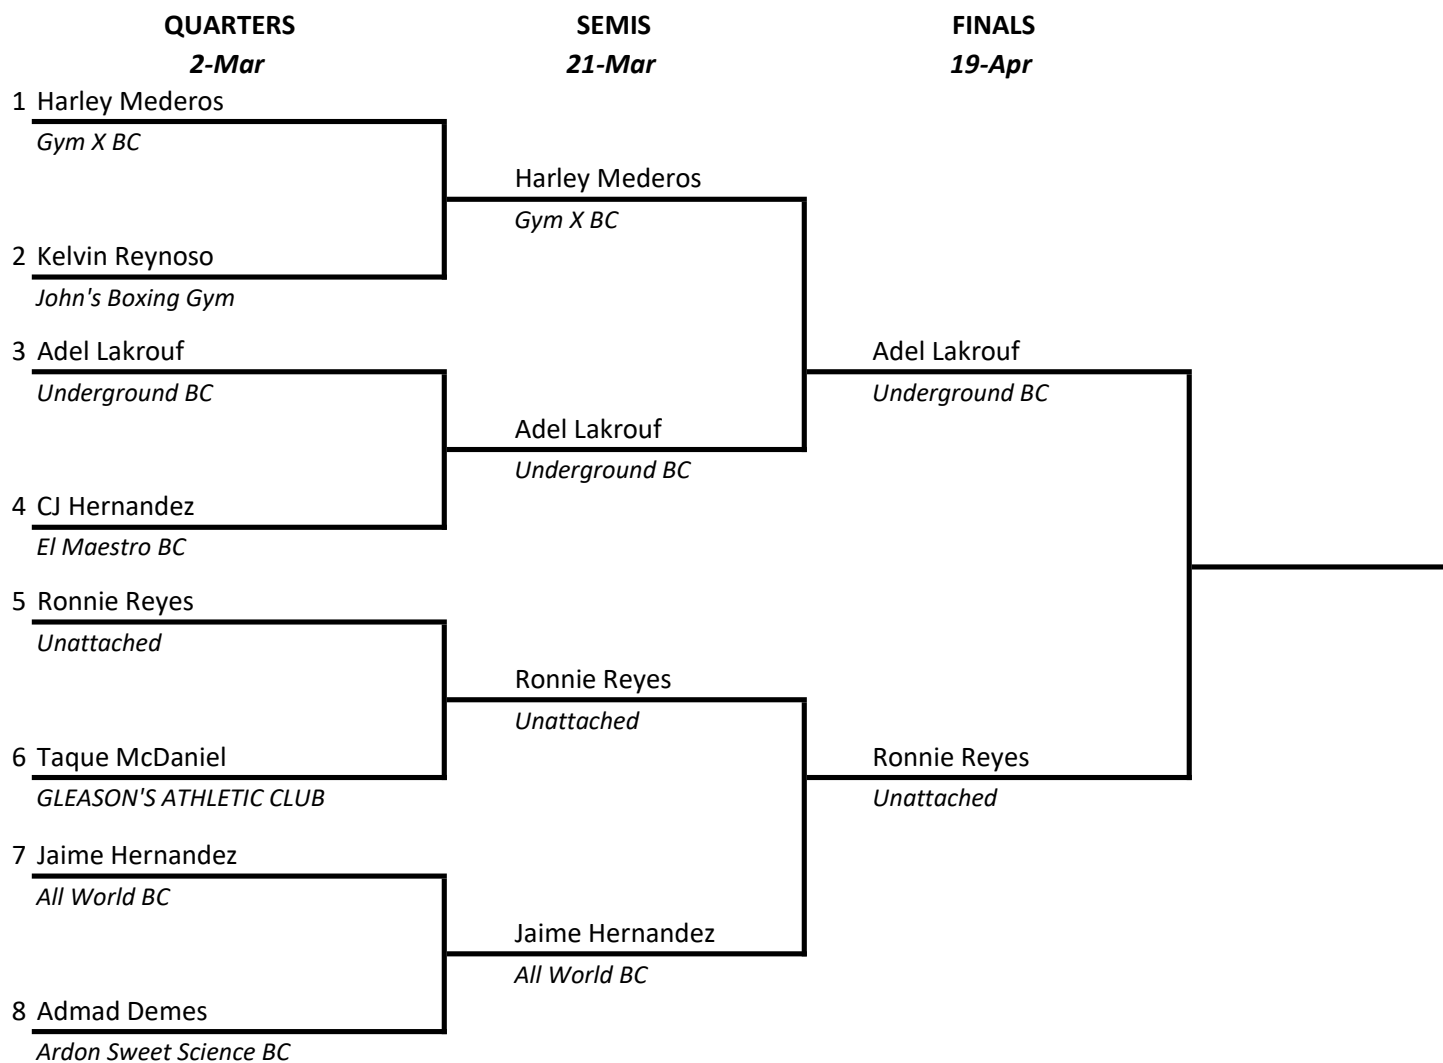 QUARTERS SEMIS FINALS
2-Mar 21-Mar 19-Apr
1 Harley Mederos
Gym X BC
Harley Mederos
Gym X BC
2 Kelvin Reynoso
John's Boxing Gym
3 Adel Lakrouf
Underground BC
Adel Lakrouf
Underground BC
Adel Lakrouf
Underground BC
4 CJ Hernandez
El Maestro BC
5 Ronnie Reyes
Unattached
Ronnie Reyes
Unattached
6 Taque McDaniel
GLEASON'S ATHLETIC CLUB
Ronnie Reyes
Unattached
7 Jaime Hernandez
All World BC
Jaime Hernandez
All World BC
8 Admad Demes
Ardon Sweet Science BC